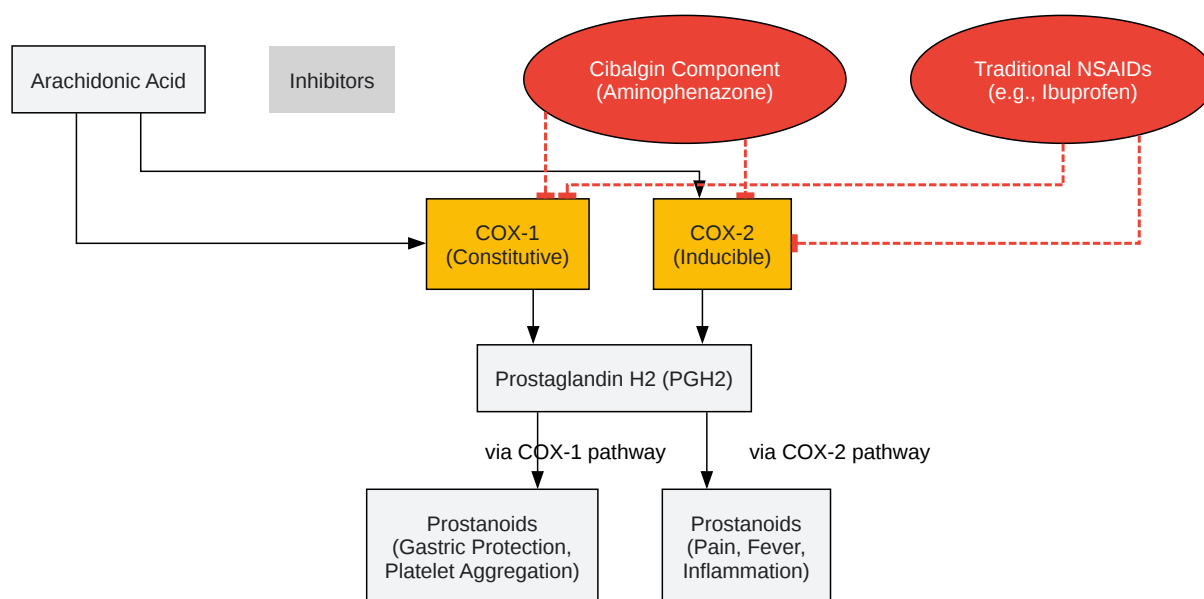 Arachidonic Acid
Inhibitors
Cibalgin Component
(Aminophenazone)
Traditional NSAIDs
(e.g., Ibuprofen)
COX-1
(Constitutive)
COX-2
(Inducible)
Prostaglandin H2 (PGH2)
via COX-1 pathway
via COX-2 pathway
Prostanoids
(Gastric Protection,
Platelet Aggregation)
Prostanoids
(Pain, Fever,
Inflammation)